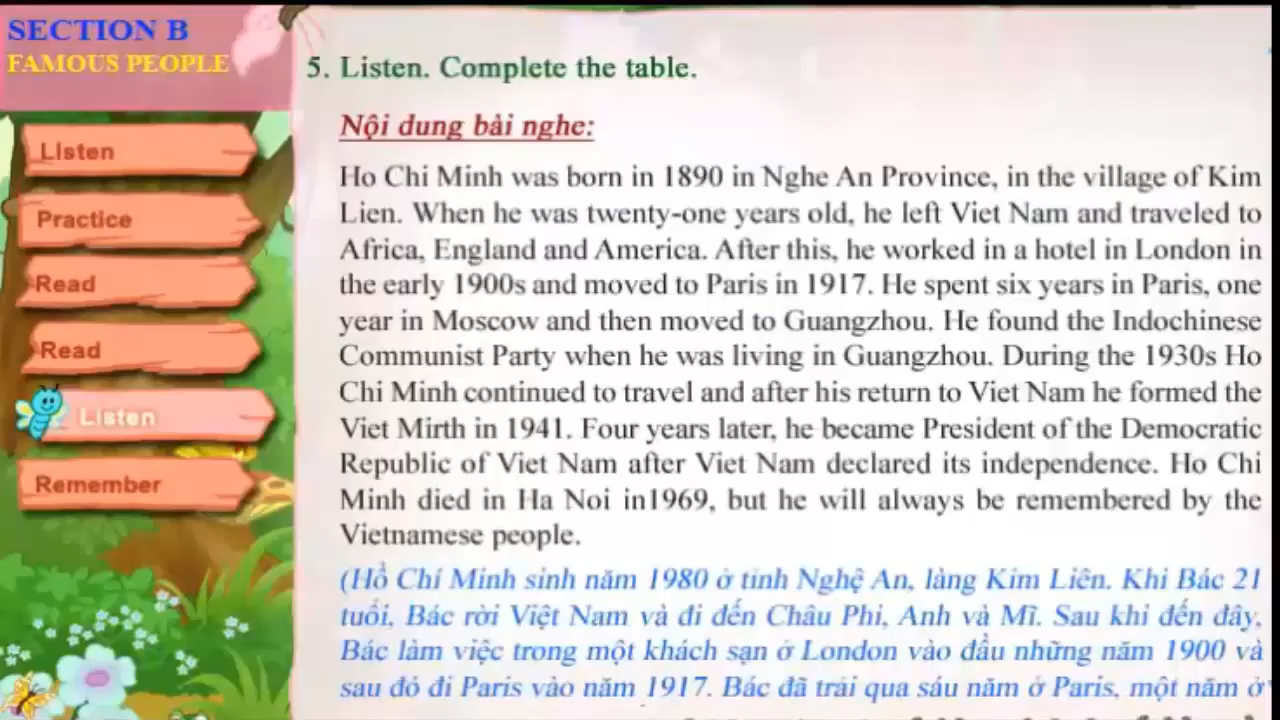 SECTION B
FAMOUS PEOPLE
Listen
Practice
Read
Read
Listen
Remember
5. Listen. Complete the table.
Nội dung bài nghe:
Ho Chi Minh was born in 1890 in Nghe An Province, in the village of Kim
Lien. When he was twenty-one years old, he left Viet Nam and traveled to
Africa, England and America. After this, he worked in a hotel in London in
the early 1900s and moved to Paris in 1917. He spent six years in Paris, one
year in Moscow and then moved to Guangzhou. He found the Indochinese
Communist Party when he was living in Guangzhou. During the 1930s Ho
Chi Minh continued to travel and after his return to Viet Nam he formed the
Viet Mirth in 1941. Four years later, he became President of the Democratic
Republic of Viet Nam after Viet Nam declared its independence. Ho Chi
Minh died in Ha Noi in1969, but he will always be remembered by the
Vietnamese people.
(Hồ Chí Minh sinh năm 1980 ở tỉnh Nghệ An, làng Kim Liên. Khi Bác 21
tuổi, Bác rời Việt Nam và đi đến Châu Phi, Anh và Mĩ. Sau khi đến đây,
Bác làm việc trong một khách sạn ở London vào đầu những năm 1900 và
sau đó đi Paris vào năm 1917. Bác đã trải qua sáu năm ở Paris, một năm ở